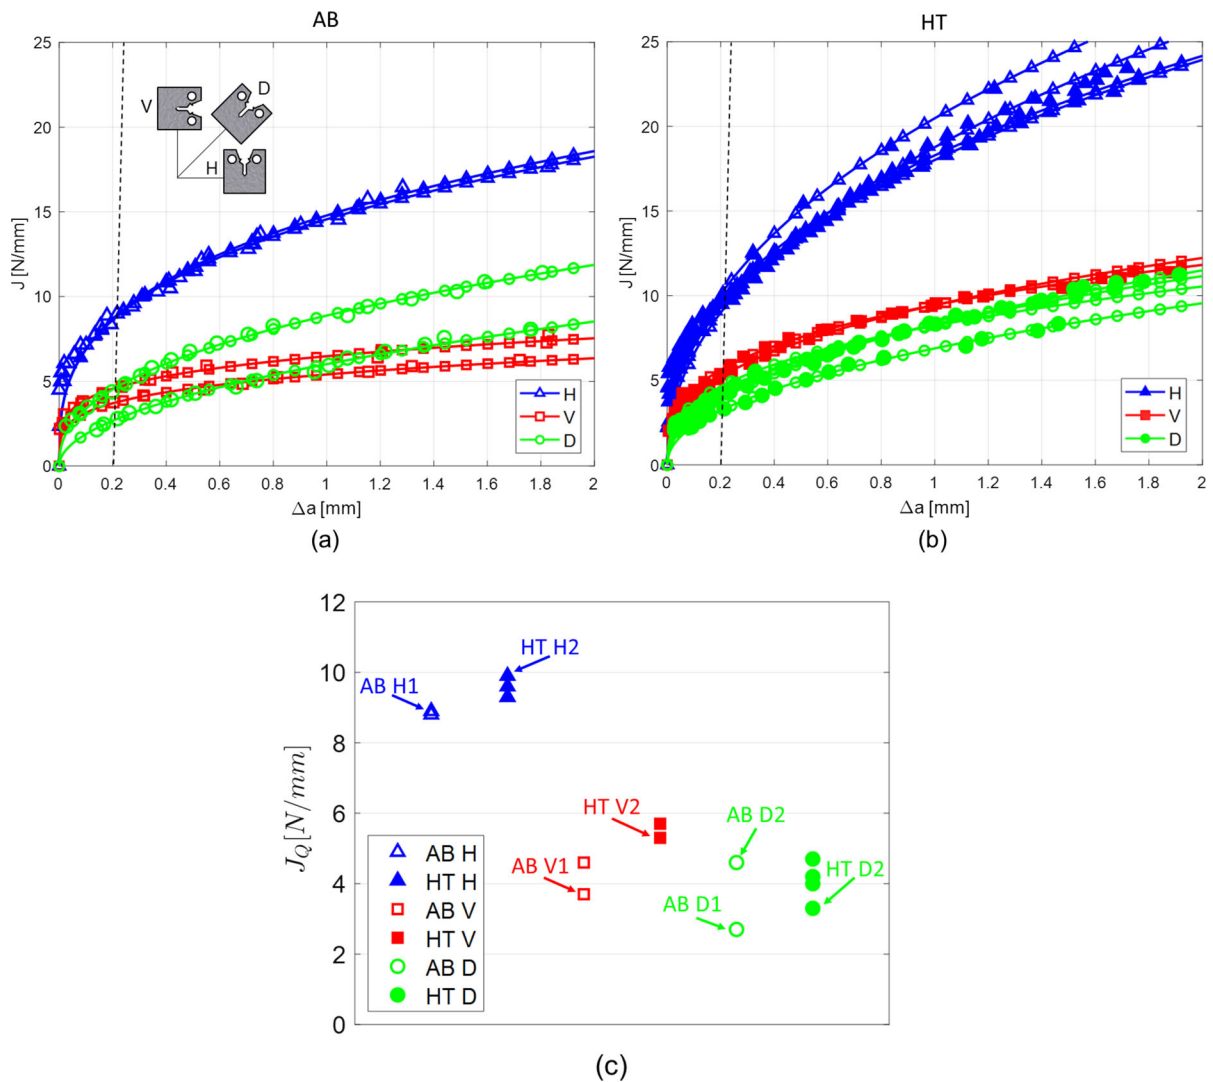 AB
25
20
15
10
5
0
J [N/mm]
V
D
H
H
V
D
0 0.2 0.4 0.6 0.8 1 1.2 1.4 1.6 1.8 2
Δa [mm]
(a)
HT
25
20
15
10
5
0
J [N/mm]
H
V
D
0 0.2 0.4 0.6 0.8 1 1.2 1.4 1.6 1.8 2
Δa [mm]
(b)
12
10
8
6
4
2
0
J_Q[N/mm]
HT H2
AB H1
HT V2
AB D2
AB V1
HT D2
AB D1
AB H
HT H
AB V
HT V
AB D
HT D
(c)